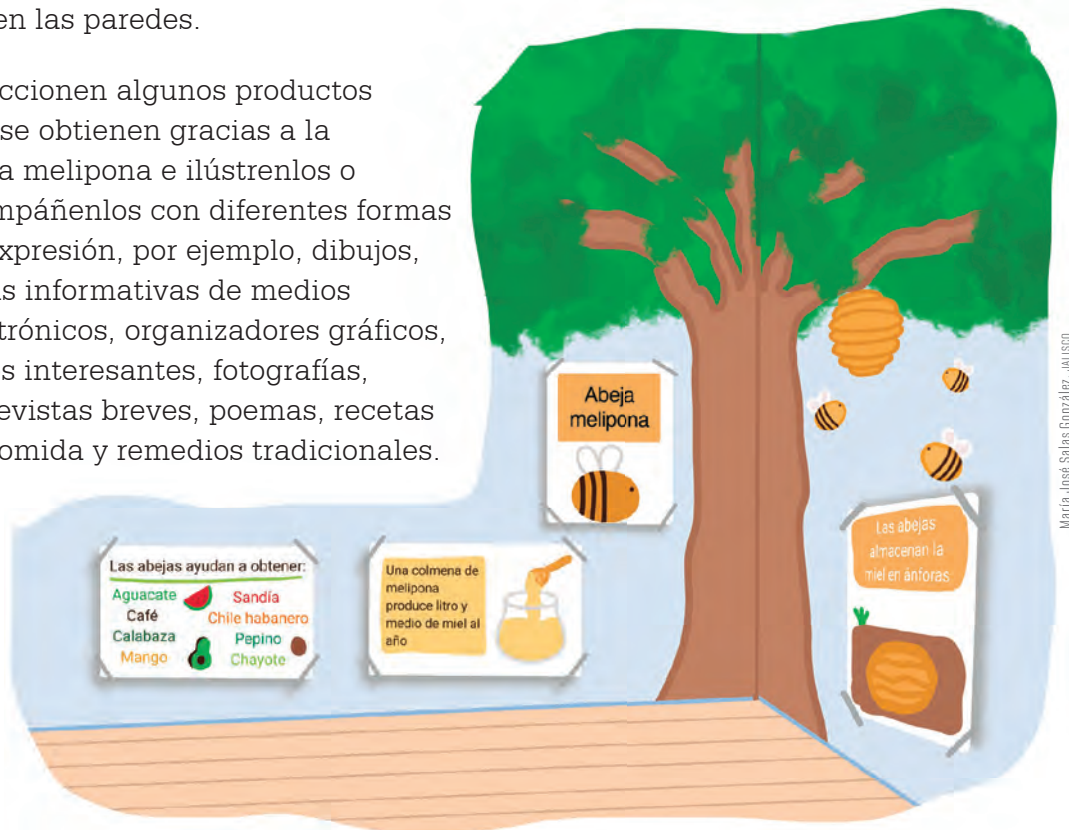 en las paredes.
ccionen algunos productos
se obtienen gracias a la
a melipona e ilústrenlos o
mpáñenlos con diferentes formas
xpresión, por ejemplo, dibujos,
as informativas de medios
trónicos, organizadores gráficos,
s interesantes, fotografías,
evistas breves, poemas, recetas
omida y remedios tradicionales.
Abeja
melipona
Las abejas
almacenan la
miel en ánforas
Las abejas ayudan a obtener:
Aguacate Sandía
Café Chile habanero
Calabaza Pepino
Mango Chayote
Una colmena de
melipona
produce litro y
medio de miel al
año
María José Salas González, JALISCO